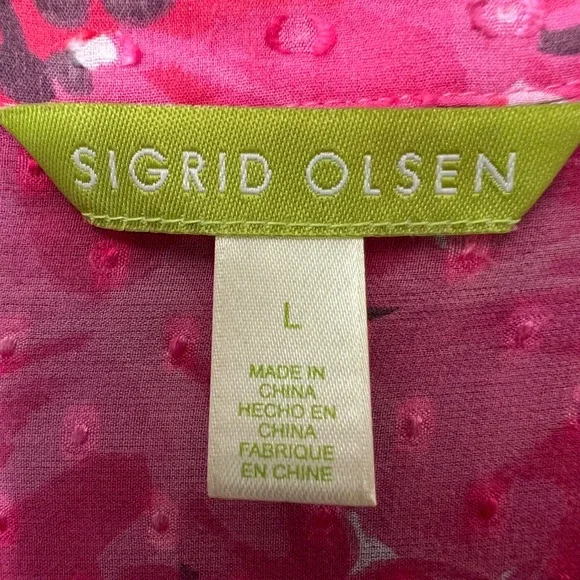 SIGRID OLSEN
L
MADE IN
CHINA
HECHO EN
CHINA
FABRIQUE
EN CHINE